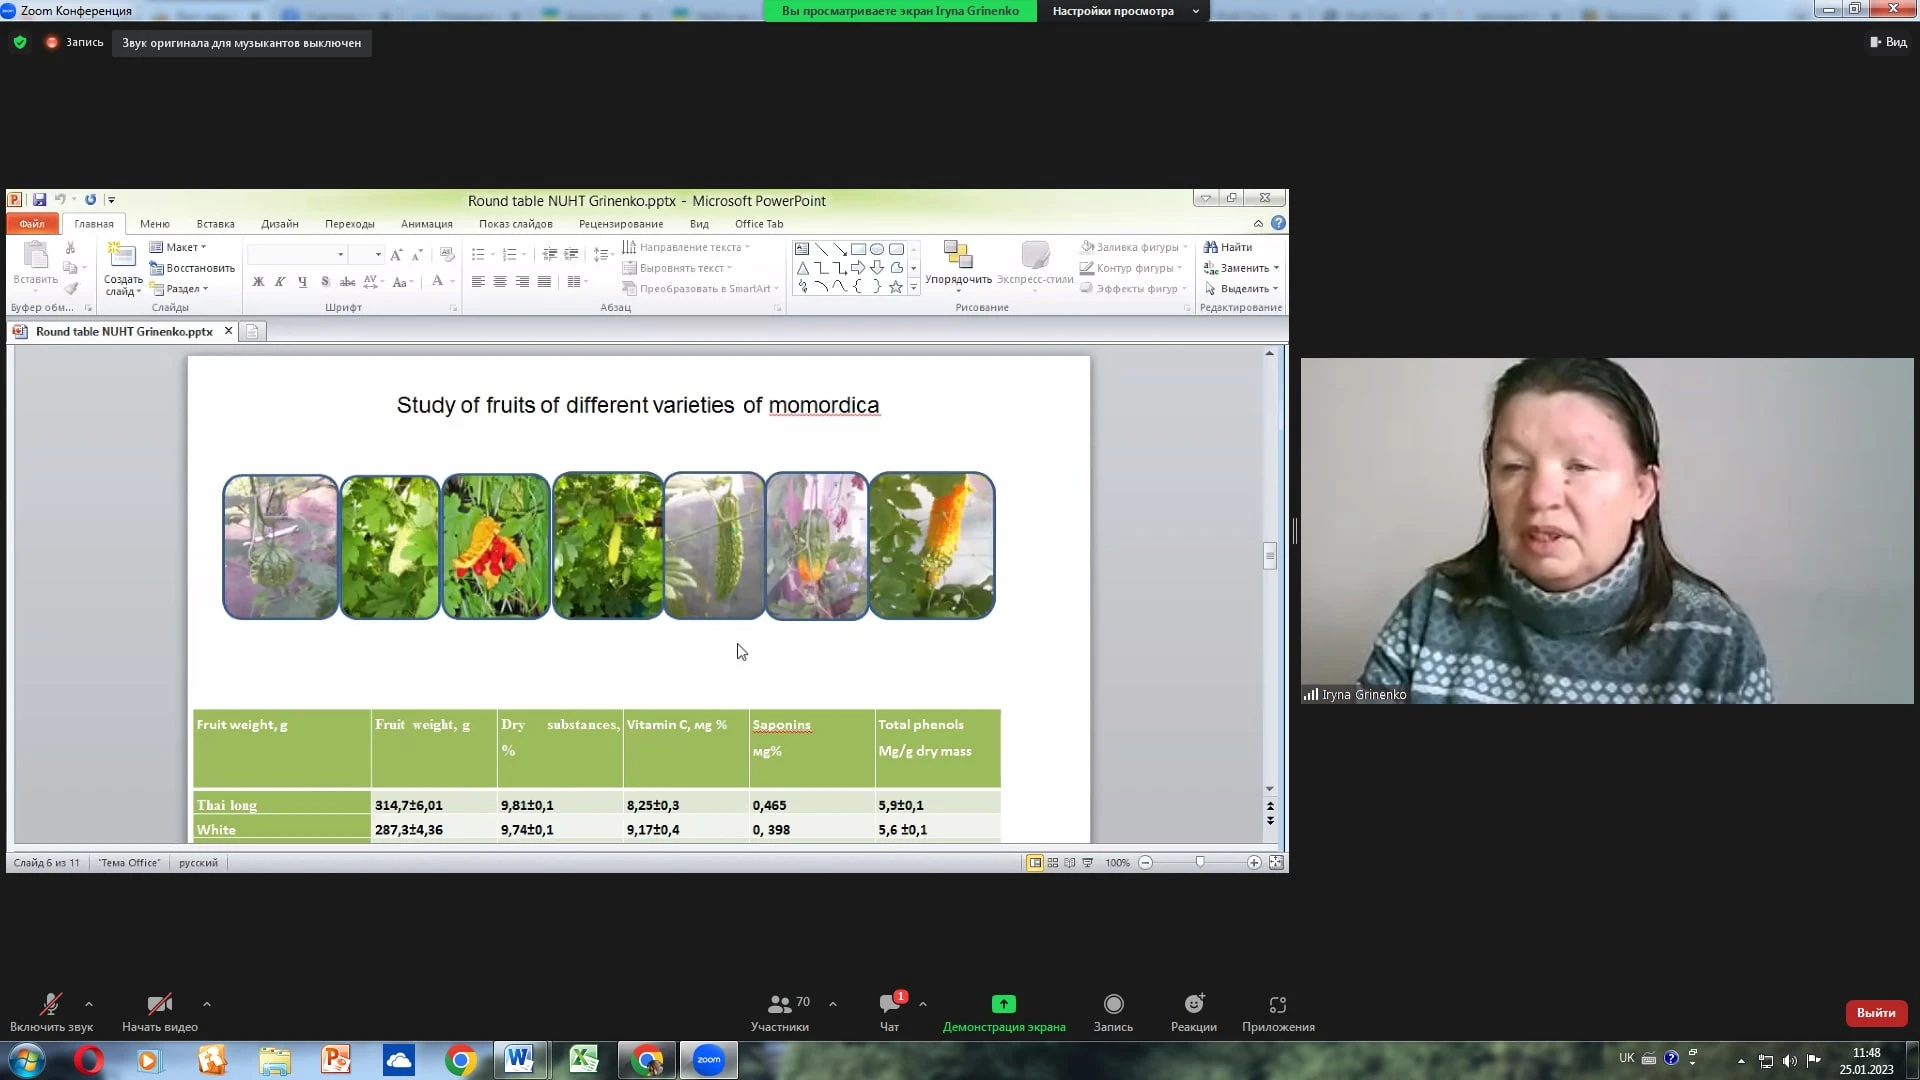 Zoom Конференция
Вы просматриваете экран Iryna Grinenko
Настройки просмотра
Запись
Звук оригинала для музыкантов выключен
Вид
Round table NUHT Grinenko.pptx - Microsoft PowerPoint
Файл Главная Меню Вставка Дизайн Переходы Анимация Показ слайдов Рецензирование Вид Office Tab
Вставить
Создать слайд
Макет
Восстановить
Раздел
Ж К Ч S abc AV Aa A
Направление текста
Выровнять текст
Преобразовать в SmartArt
Упорядочить
Экспресс-стили
Заливка фигуры
Контур фигуры
Эффекты фигур
Найти
Заменить
Выделить
Буфер обм... Слайды Шрифт Абзац Рисование Редактирование
Round table NUHT Grinenko.pptx
Study of fruits of different varieties of momordica
Fruit weight, g Fruit weight, g Dry substances, % Vitamin C, мg % Saponins мg% Total phenols Mg/g dry mass
Thai long 314,7±6,01 9,81±0,1 8,25±0,3 0,465 5,9±0,1
White 287,3±4,36 9,74±0,1 9,17±0,4 0, 398 5,6 ±0,1
Слайд 6 из 11 "Тема Office" русский 100%
Iryna Grinenko
Включить звук
Начать видео
70
Участники
1
Чат
Демонстрация экрана
Запись
Реакции
Приложения
Выйти
zoom
UK
11:48
25.01.2023